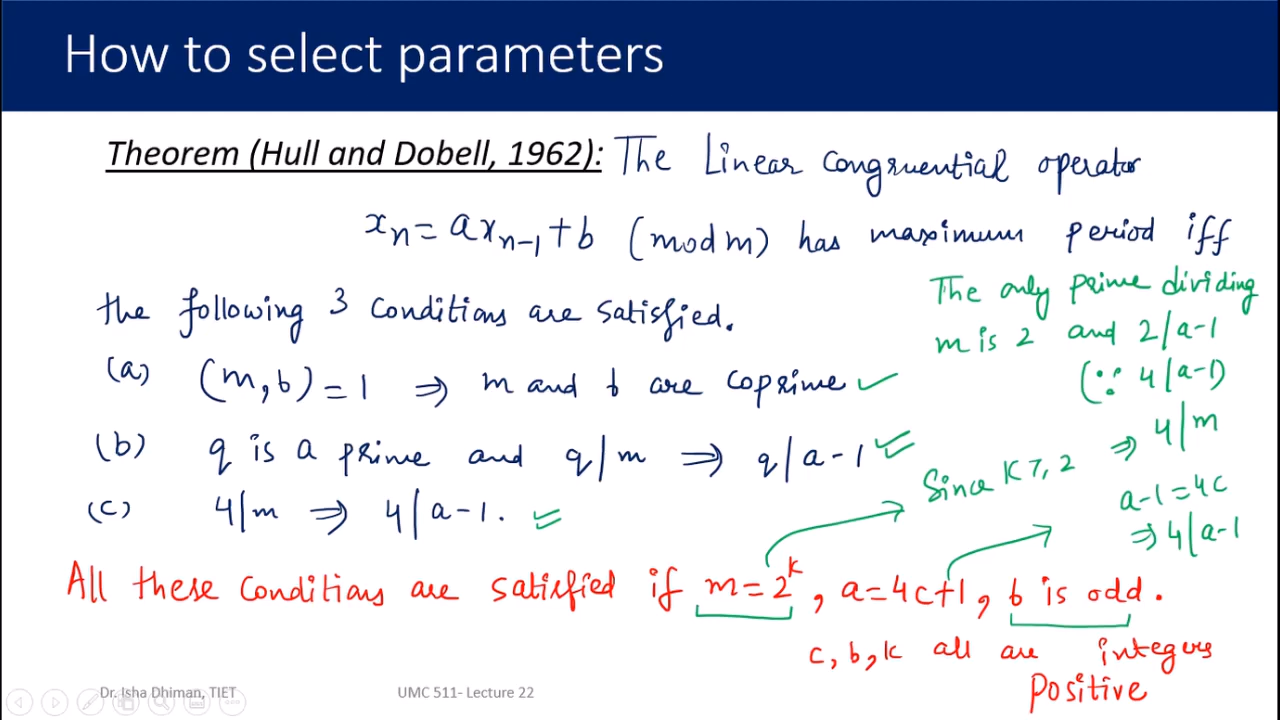 How to select parameters
Theorem (Hull and Dobell, 1962): The Linear Congruential operator
xₙ = axₙ₋₁ + b (mod m) has maximum period iff
the following 3 conditions are satisfied.
(a) (m, b) = 1 ⇒ m and b are coprime ✓
(b) q is a prime and q/m ⇒ q/a-1
(c) 4/m ⇒ 4/a-1.
The only prime dividing
m is 2 and 2/a-1
(∵ 4/a-1)
Since K ≥ 2 ⇒ 4/m
a-1 = 4c
⇒ 4/a-1
All these conditions are satisfied if m = 2ᵏ, a = 4c+1, b is odd.
c, b, k all are integers
positive
Dr. Isha Dhiman, TIET
UMC 511- Lecture 22